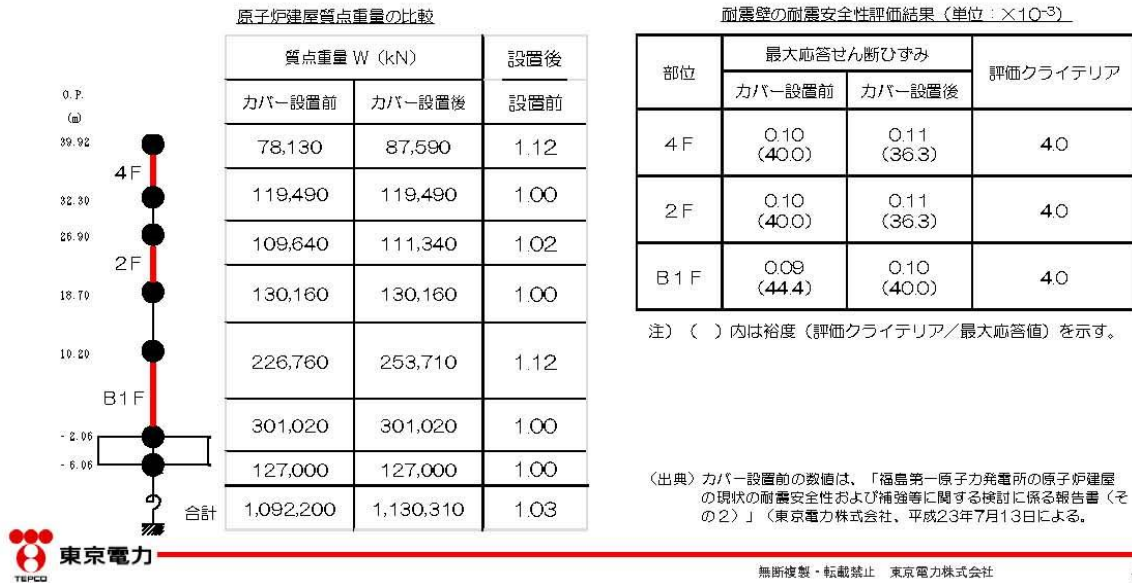 原子炉建屋質点重量の比較
質点重量 W (kN) 設置後
カバー設置前 カバー設置後 設置前
O.P.
(m)
39.92 78,130 87,590 1.12
4F
32.30 119,490 119,490 1.00
26.90 109,640 111,340 1.02
2F
18.70 130,160 130,160 1.00
10.20 226,760 253,710 1.12
B1F
-2.06 301,020 301,020 1.00
-6.06 127,000 127,000 1.00
合計 1,092,200 1,130,310 1.03
耐震壁の耐震安全性評価結果(単位:×10-3)
部位 最大応答せん断ひずみ 評価クライテリア
カバー設置前 カバー設置後
4F 0.10 0.11 4.0
(40.0) (36.3)
2F 0.10 0.11 4.0
(40.0) (36.3)
B1F 0.09 0.10 4.0
(44.4) (40.0)
注)( )内は裕度(評価クライテリア/最大応答値)を示す。
(出典)カバー設置前の数値は、「福島第一原子力発電所の原子炉建屋
の現状の耐震安全性および補強等に関する検討に係る報告書(そ
の2)」(東京電力株式会社、平成23年7月13日による。
東京電力
TEPCO
無断複製・転載禁止 東京電力株式会社